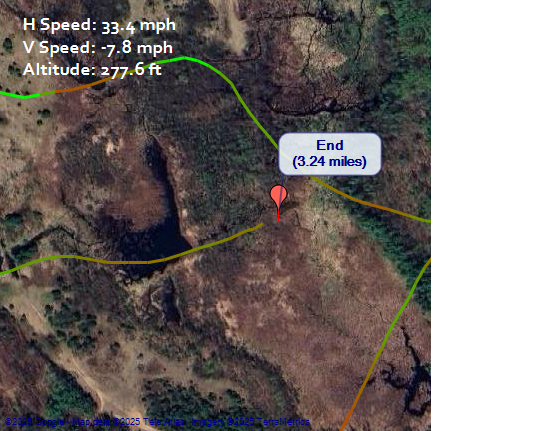 H Speed: 33.4 mph
V Speed: -7.8 mph
Altitude: 277.6 ft
End
(3.24 miles)